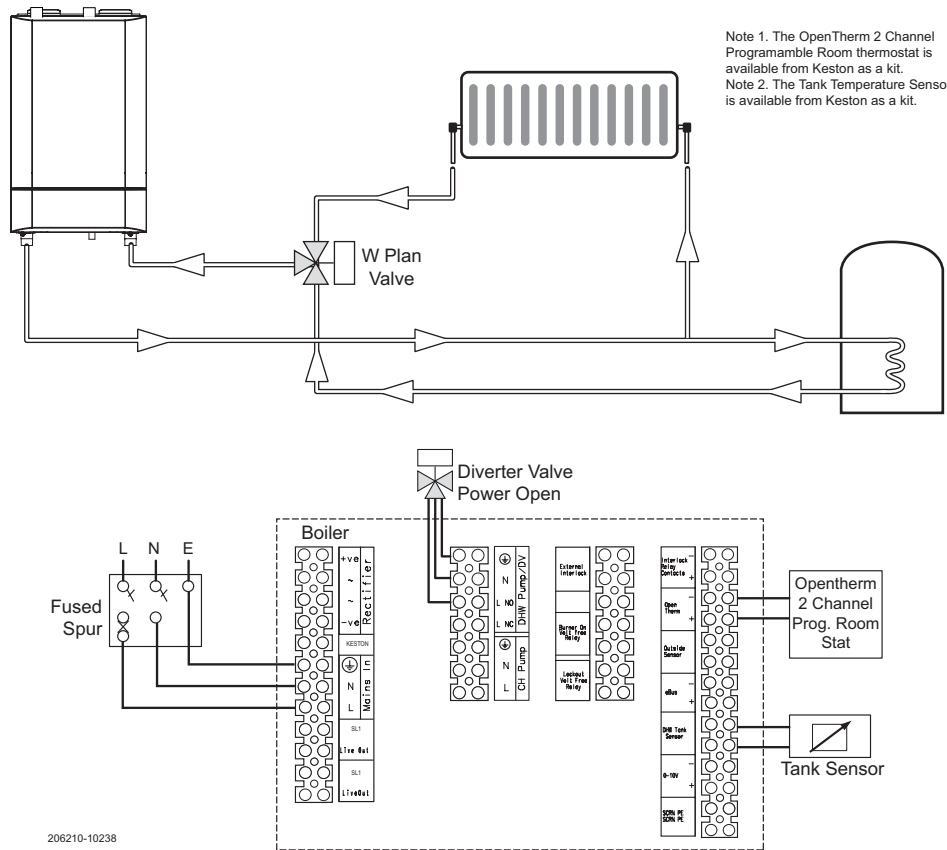 Note 1. The OpenTherm 2 Channel
Programamble Room thermostat is
available from Keston as a kit.
Note 2. The Tank Temperature Senso
is available from Keston as a kit.
W Plan
Valve
Diverter Valve
Power Open
Boiler
L N E
Fused
Spur
+ve
~
~
-ve
Rectifier
KESTON
N
L
Mains In
SL1
Live Out
SL1
LiveOut
N
L NO
L NC
DHW Pump/DV
N
L
CH Pump
External
Interlock
Burner On
Volt Free
Relay
Lockout
Volt Free
Relay
Interlock
Relay
Contacts
-
+
Open
Therm
-
+
Outside
Sensor
eBus
-
+
DHW Tank
Sensor
0-10V
-
+
SCRN PE
SCRN PE
Opentherm
2 Channel
Prog. Room
Stat
Tank Sensor
206210-10238